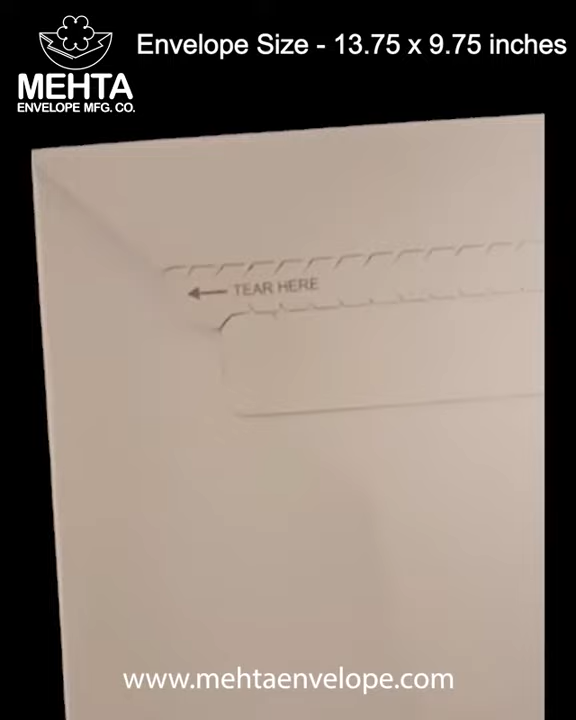 Envelope Size - 13.75 x 9.75 inches
MEHTA
ENVELOPE MFG. CO.
TEAR HERE
www.mehtaenvelope.com